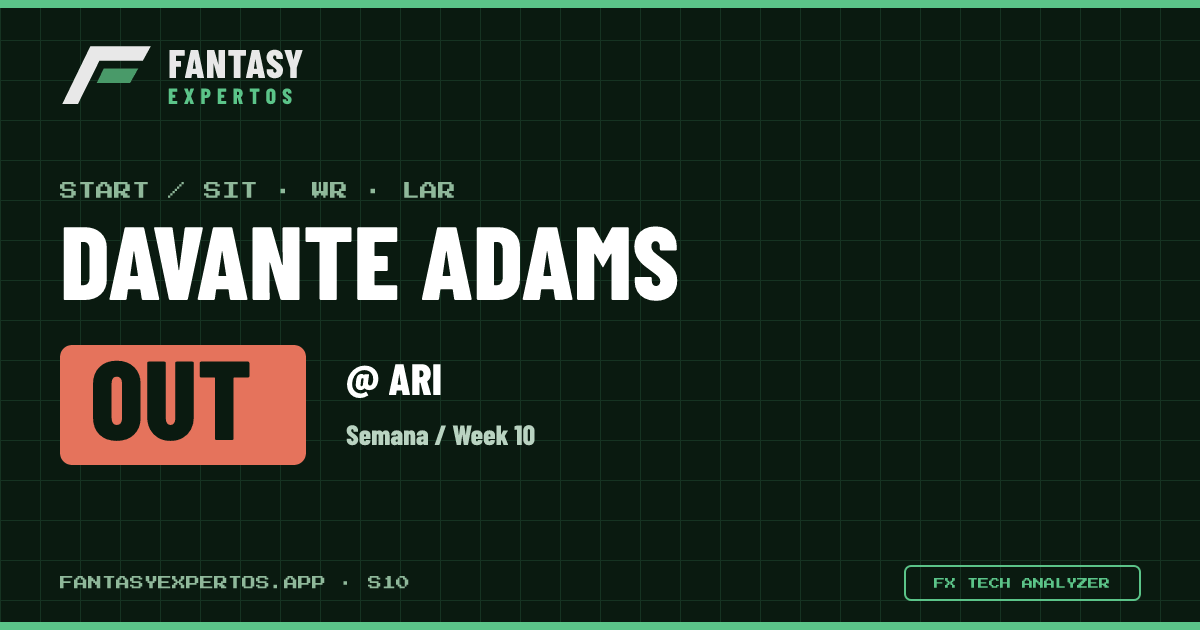 FANTASY
EXPERTOS
START / SIT · WR · LAR
DAVANTE ADAMS
OUT
@ ARI
Semana / Week 10
FANTASYEXPERTOS.APP · S10
FX TECH ANALYZER